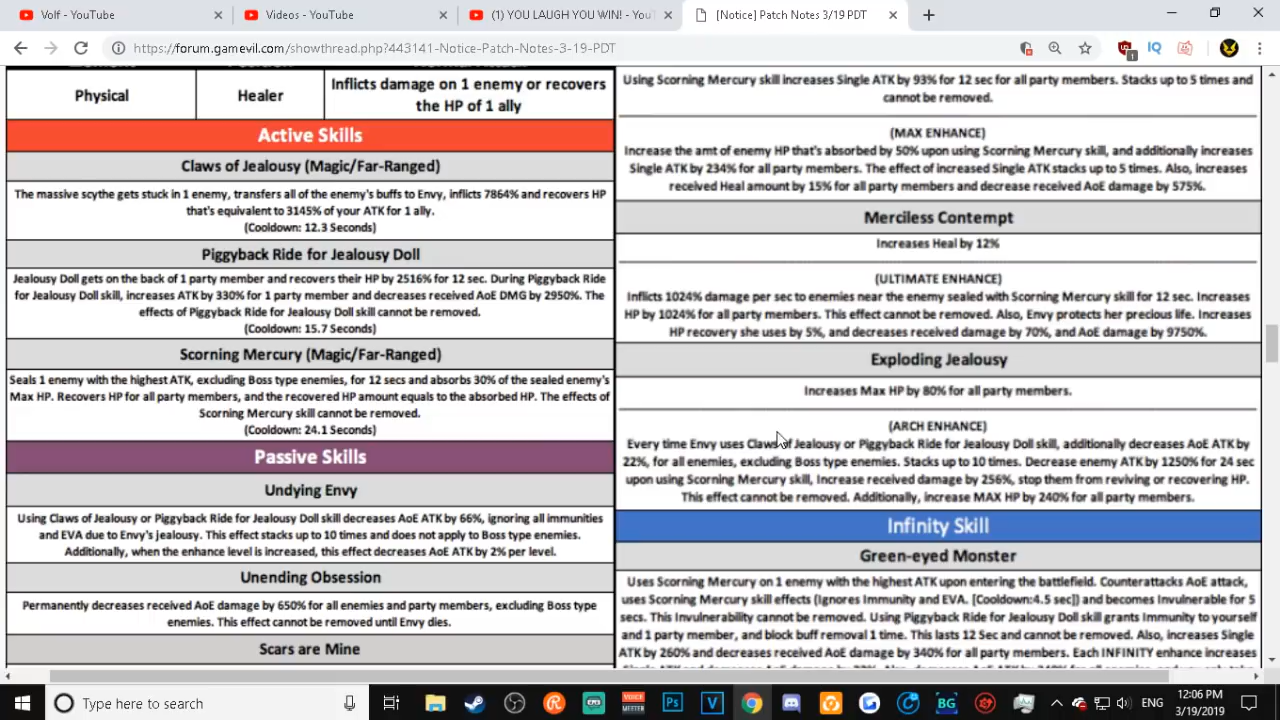 Volf - YouTube
Videos - YouTube
(1) YOU LAUGH YOU WIN! - You
[Notice] Patch Notes 3/19 PDT
https://forum.gamevil.com/showthread.php?443141-Notice-Patch-Notes-3-19-PDT
Physical
Healer
Inflicts damage on 1 enemy or recovers
the HP of 1 ally
Active Skills
Claws of Jealousy (Magic/Far-Ranged)
The massive scythe gets stuck in 1 enemy, transfers all of the enemy's buffs to Envy, inflicts 7864% and recovers HP
that's equivalent to 3145% of your ATK for 1 ally.
(Cooldown: 12.3 Seconds)
Piggyback Ride for Jealousy Doll
Jealousy Doll gets on the back of 1 party member and recovers their HP by 2516% for 12 sec. During Piggyback Ride
for Jealousy Doll skill, increases ATK by 330% for 1 party member and decreases received AoE DMG by 2950%. The
effects of Piggyback Ride for Jealousy Doll skill cannot be removed.
(Cooldown: 15.7 Seconds)
Scorning Mercury (Magic/Far-Ranged)
Seals 1 enemy with the highest ATK, excluding Boss type enemies, for 12 secs and absorbs 30% of the sealed enemy's
Max HP. Recovers HP for all party members, and the recovered HP amount equals to the absorbed HP. The effects of
Scorning Mercury skill cannot be removed.
(Cooldown: 24.1 Seconds)
Passive Skills
Undying Envy
Using Claws of Jealousy or Piggyback Ride for Jealousy Doll skill decreases AoE ATK by 66%, ignoring all immunities
and EVA due to Envy's jealousy. This effect stacks up to 10 times and does not apply to Boss type enemies.
Additionally, when the enhance level is increased, this effect decreases AoE ATK by 2% per level.
Unending Obsession
Permanently decreases received AoE damage by 650% for all enemies and party members, excluding Boss type
enemies. This effect cannot be removed until Envy dies.
Scars are Mine
Using Scorning Mercury skill increases Single ATK by 93% for 12 sec for all party members. Stacks up to 5 times and
cannot be removed.
(MAX ENHANCE)
Increase the amt of enemy HP that's absorbed by 50% upon using Scorning Mercury skill, and additionally increases
Single ATK by 234% for all party members. The effect of increased Single ATK stacks up to 5 times. Also, increases
received Heal amount by 15% for all party members and decrease received AoE damage by 575%.
Merciless Contempt
Increases Heal by 12%
(ULTIMATE ENHANCE)
Inflicts 1024% damage per sec to enemies near the enemy sealed with Scorning Mercury skill for 12 sec. Increases
HP by 1024% for all party members. This effect cannot be removed. Also, Envy protects her precious life. Increases
HP recovery she uses by 5%, and decreases received damage by 70%, and AoE damage by 9750%.
Exploding Jealousy
Increases Max HP by 80% for all party members.
(ARCH ENHANCE)
Every time Envy uses Claws of Jealousy or Piggyback Ride for Jealousy Doll skill, additionally decreases AoE ATK by
22%, for all enemies, excluding Boss type enemies. Stacks up to 10 times. Decrease enemy ATK by 1250% for 24 sec
upon using Scorning Mercury skill, Increase received damage by 256%, stop them from reviving or recovering HP.
This effect cannot be removed. Additionally, increase MAX HP by 240% for all party members.
Infinity Skill
Green-eyed Monster
Uses Scorning Mercury on 1 enemy with the highest ATK upon entering the battlefield. Counterattacks AoE attack,
uses Scorning Mercury skill effects (Ignores Immunity and EVA. [Cooldown:4.5 sec]) and becomes Invulnerable for 5
secs. This Invulnerability cannot be removed. Using Piggyback Ride for Jealousy Doll skill grants Immunity to yourself
and 1 party member, and block buff removal 1 time. This lasts 12 Sec and cannot be removed. Also, increases Single
ATK by 260% and decreases received AoE damage by 340% for all party members. Each INFINITY enhance increases
Type here to search
VOICE
MEETER
Ps
V
BG
ENG
12:06 PM
3/19/2019
IQ
1